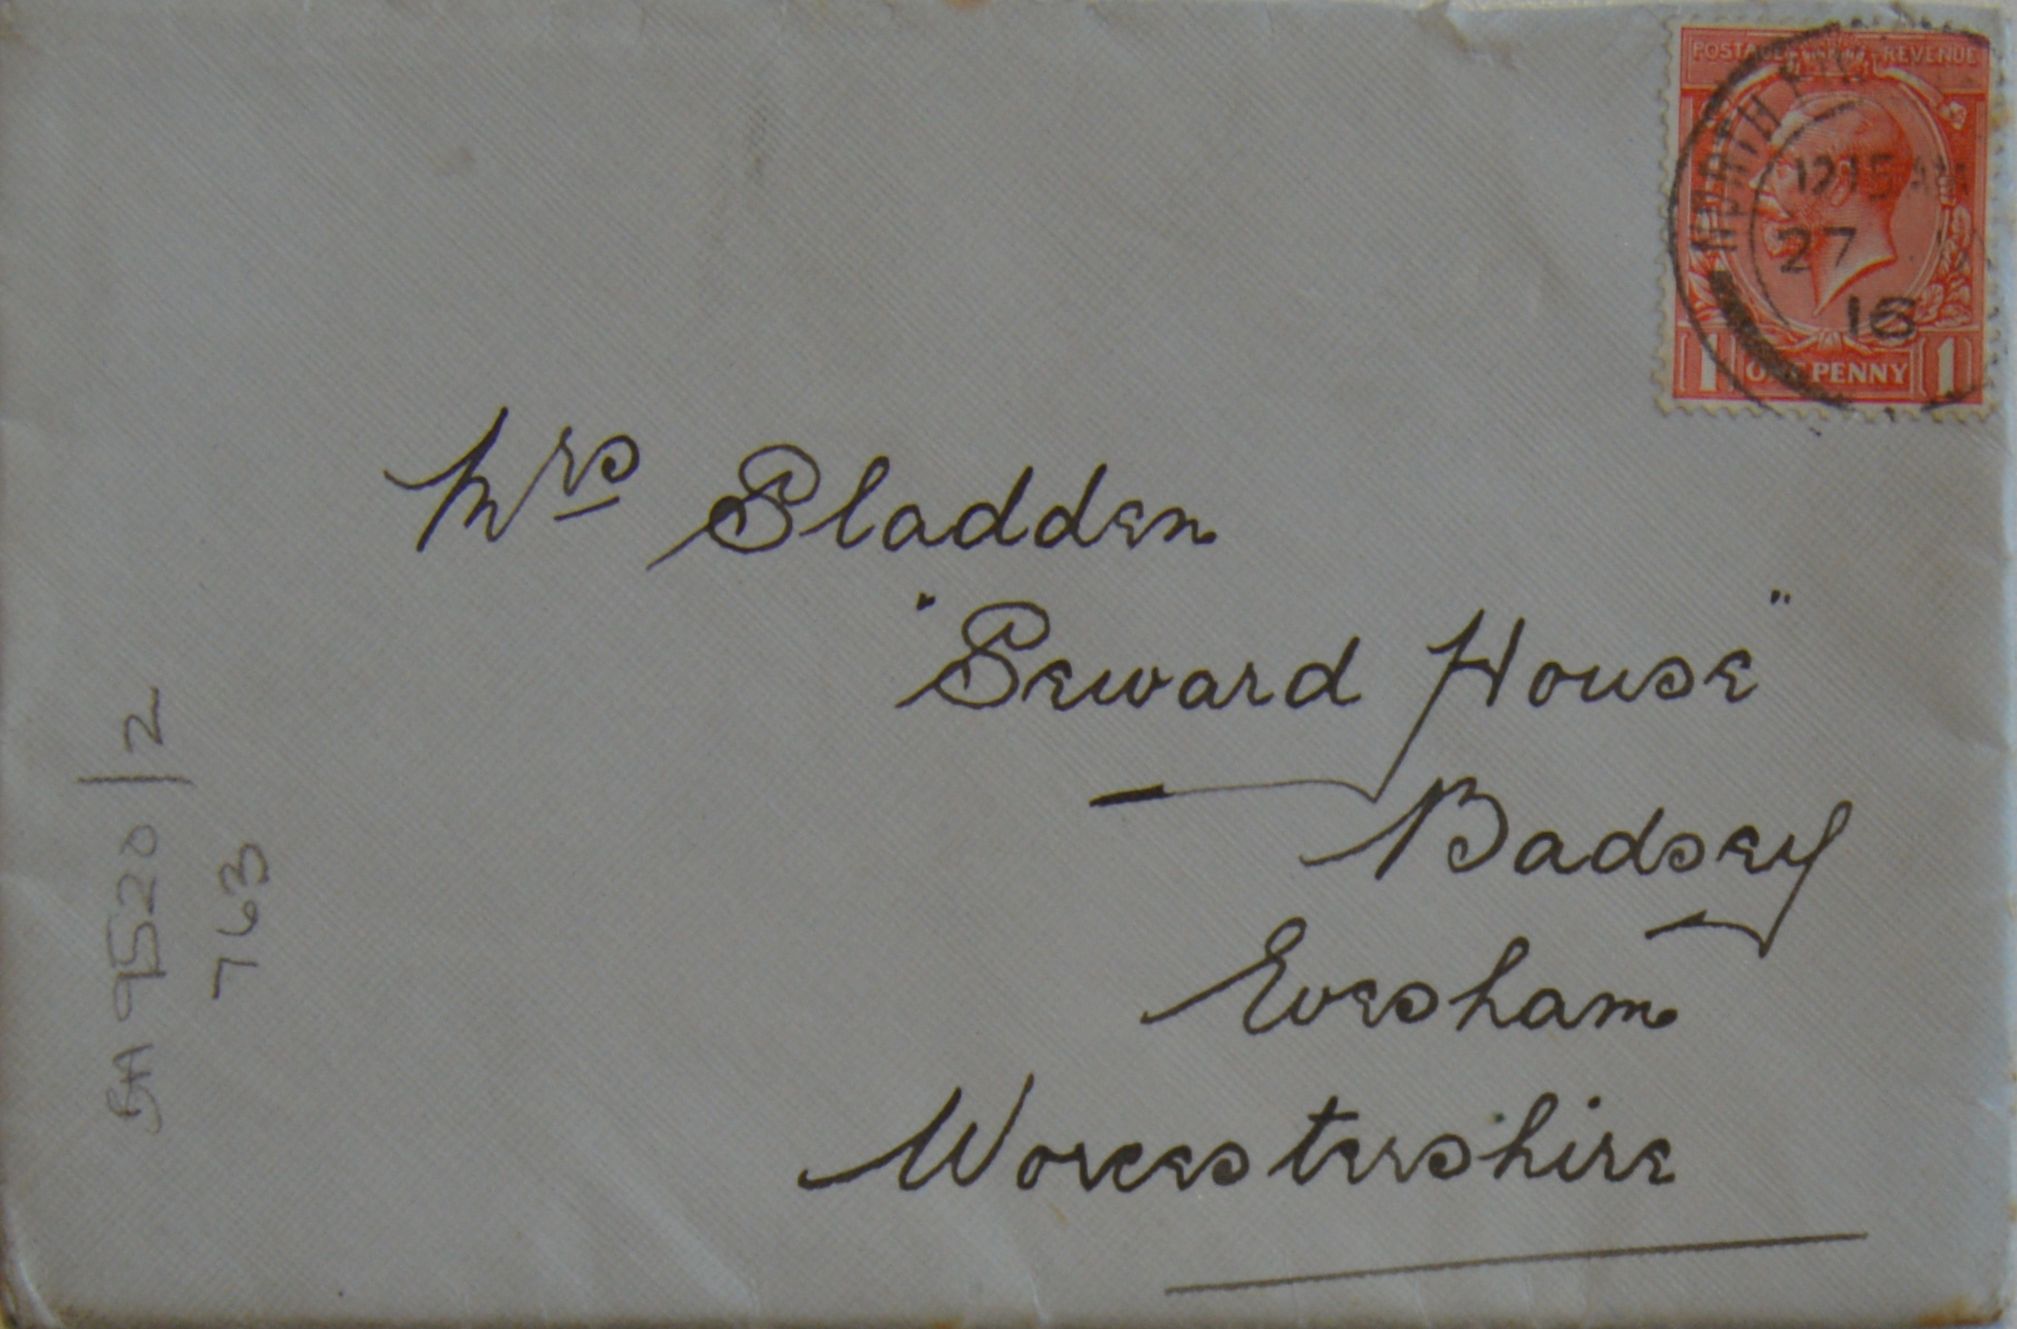 POSTAGE REVENUE
12 15 AM
27
16
1 ONE PENNY 1
Mrs Sladden
"Seward House"
Badsey
Evesham
Worcestershire
BA 9520/2
763